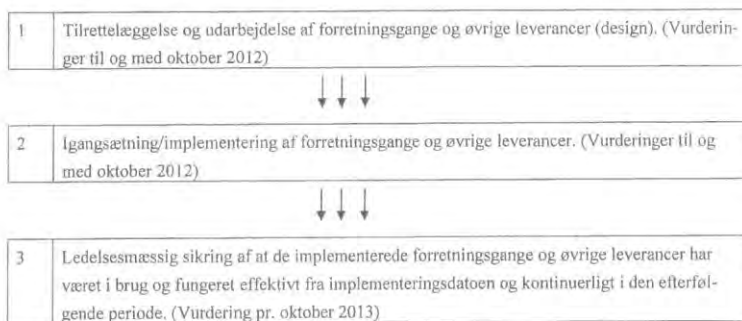 1 Tilrettelæggelse og udarbejdelse af forretningsgange og øvrige leverancer (design). (Vurderin-
ger til og med oktober 2012)
2 Igangsætning/implementering af forretningsgange og øvrige leverancer. (Vurderinger til og
med oktober 2012)
3 Ledelsesmæssig sikring af at de implementerede forretningsgange og øvrige leverancer har
været i brug og fungeret effektivt fra implementeringsdatoen og kontinuerligt i den efterføl-
gende periode. (Vurdering pr. oktober 2013)